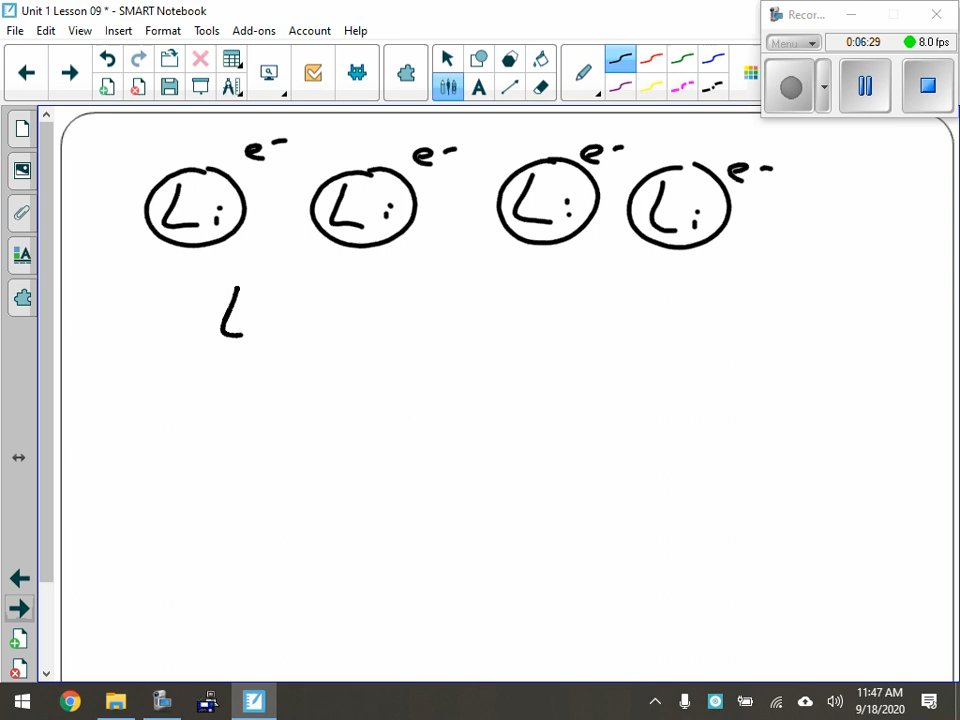 Unit 1 Lesson 09 * - SMART Notebook
Recor...
File Edit View Insert Format Tools Add-ons Account Help
Menu 0:06:29 8.0 fps
e- e- e- e-
Li Li Li Li
L
11:47 AM
9/18/2020